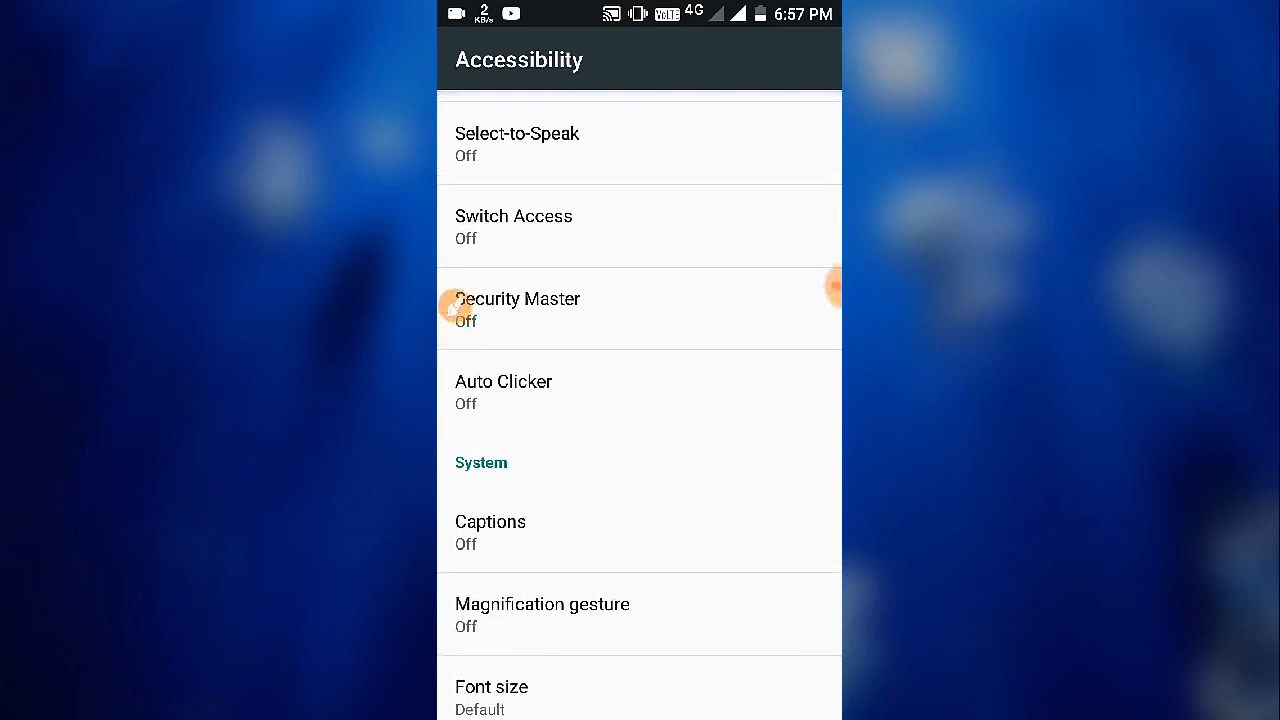 2
KB/s
VoLTE 4G 6:57 PM
Accessibility
Select-to-Speak
Off
Switch Access
Off
Security Master
Off
Auto Clicker
Off
System
Captions
Off
Magnification gesture
Off
Font size
Default